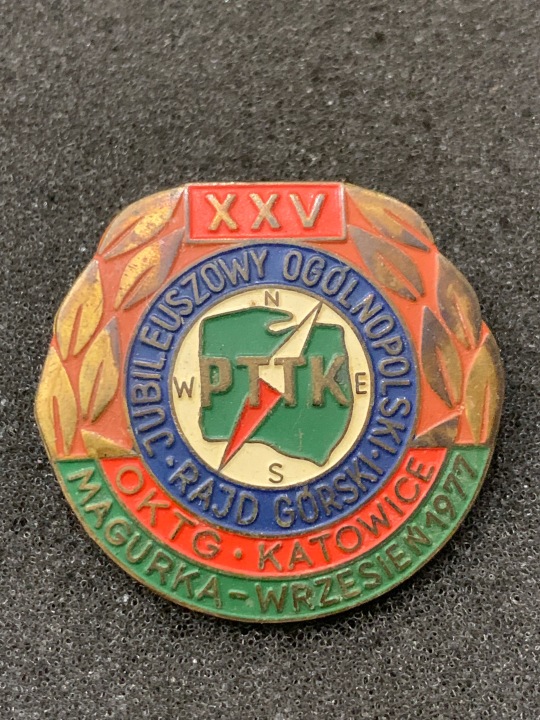 XXV
JUBILEUSZOWY OGÓLNOPOLSKI • RAJD GÓRSKI •
N
W PTTK E
S
OKTG • KATOWICE
MAGURKA - WRZESIEŃ 1977